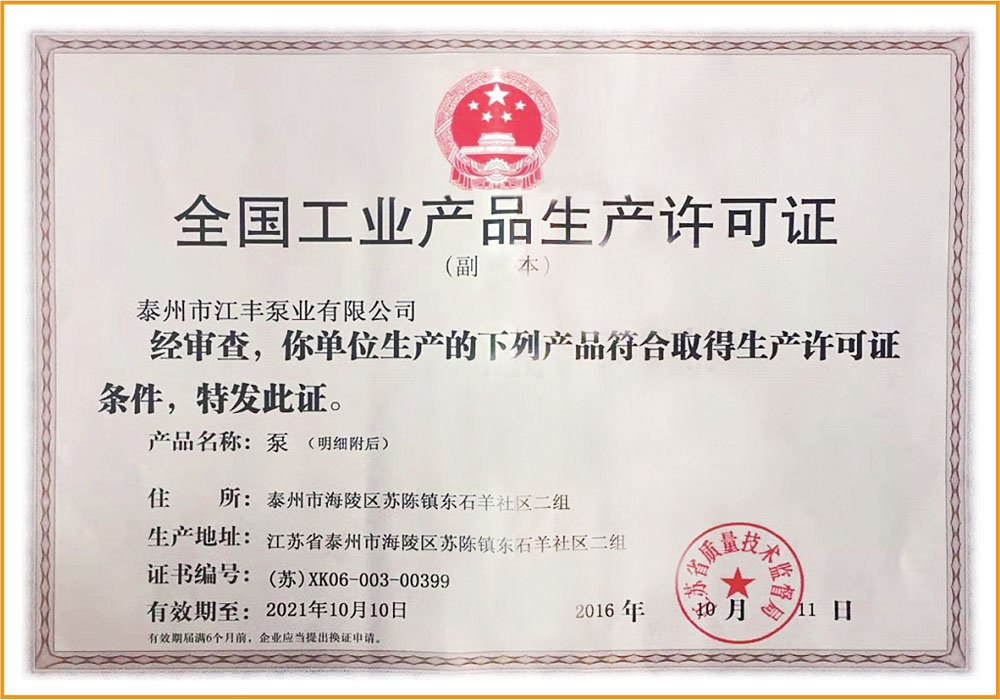 全国工业产品生产许可证
(副 本)
泰州市江丰泵业有限公司
经审查，你单位生产的下列产品符合取得生产许可证
条件，特发此证。
产品名称：泵 （明细附后）
住 所：泰州市海陵区苏陈镇东石羊社区二组
生产地址：江苏省泰州市海陵区苏陈镇东石羊社区二组
证书编号：(苏)XK06-003-00399
有效期至：2021年10月10日
2016 年 10 月 11 日
江苏省质量技术监督局
有效期届满6个月前，企业应当提出换证申请。